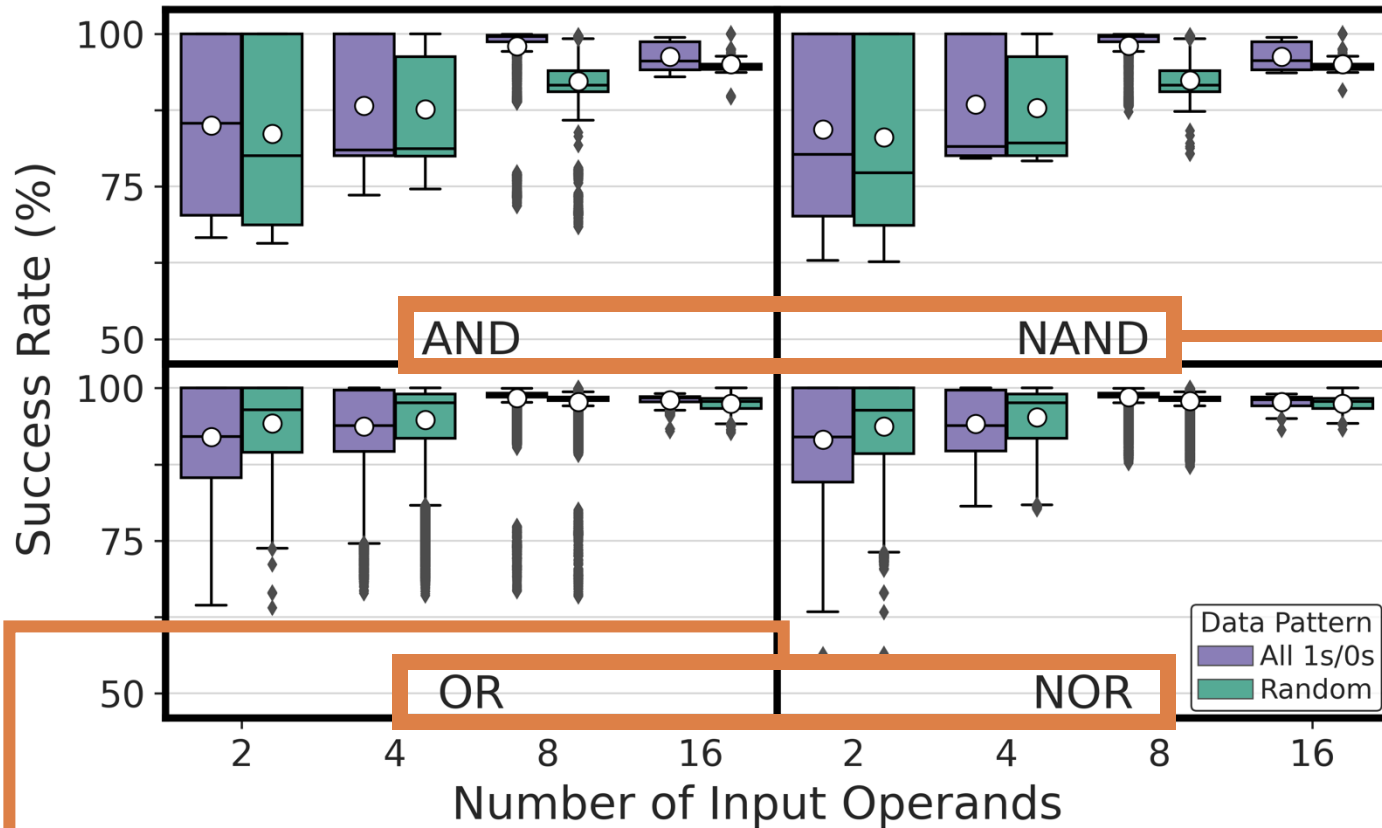 Success Rate (%)
100
75
50
AND
NAND
100
75
50
OR
NOR
Data Pattern
All 1s/0s
Random
2 4 8 16 2 4 8 16
Number of Input Operands